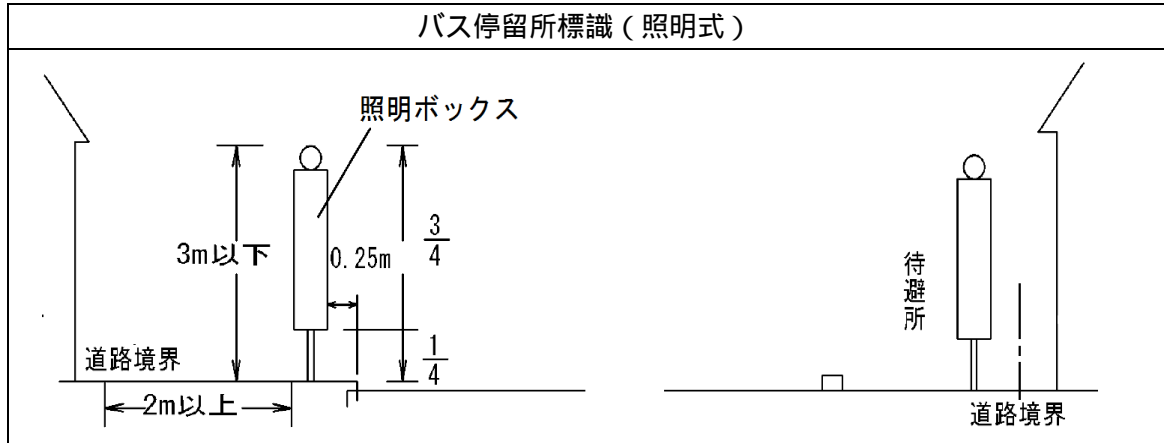 バス停留所標識(照明式)
照明ボックス
3m以下
0.25m
3/4
1/4
道路境界
2m以上
待避所
道路境界